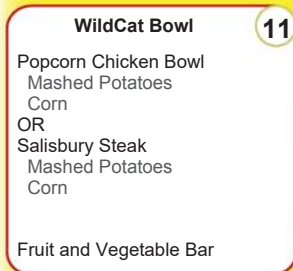 WildCat Bowl
11
Popcorn Chicken Bowl
Mashed Potatoes
Corn
OR
Salisbury Steak
Mashed Potatoes
Corn
Fruit and Vegetable Bar